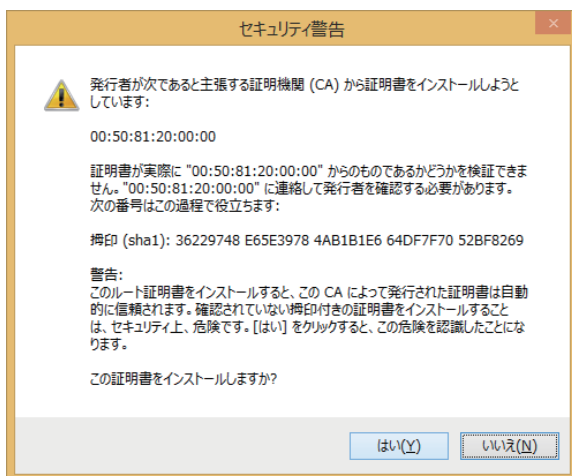 セキュリティ警告
発行者が次であると主張する証明機関 (CA) から証明書をインストールしようと
しています:
00:50:81:20:00:00
証明書が実際に "00:50:81:20:00:00" からのものであるかどうかを検証できま
せん。"00:50:81:20:00:00" に連絡して発行者を確認する必要があります。
次の番号はこの過程で役立ちます:
拇印 (sha1): 36229748 E65E3978 4AB1B1E6 64DF7F70 52BF8269
警告:
このルート証明書をインストールすると、この CA によって発行された証明書は自動
的に信頼されます。確認されていない拇印付きの証明書をインストールすること
は、セキュリティ上、危険です。[はい] をクリックすると、この危険を認識したことにな
ります。
この証明書をインストールしますか?
はい(Y)
いいえ(N)